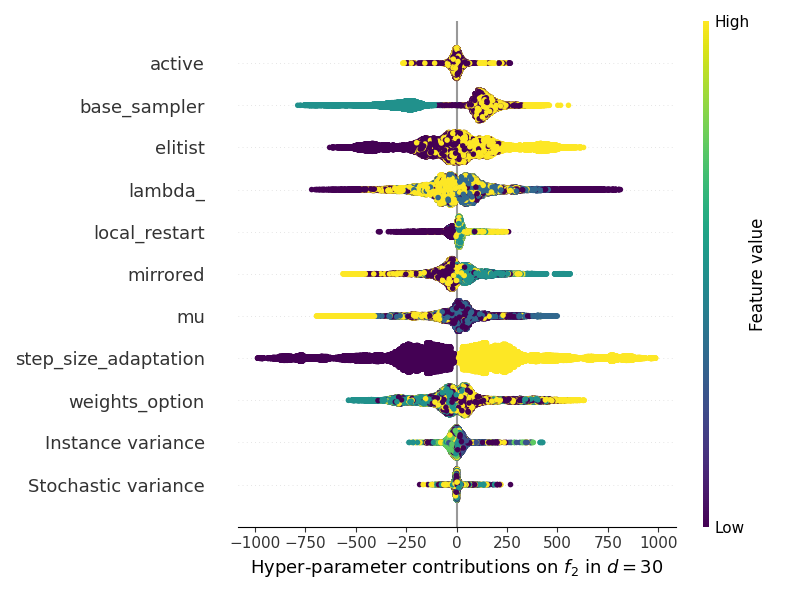 High
active
base_sampler
elitist
lambda_
local_restart
mirrored
mu
step_size_adaptation
weights_option
Instance variance
Stochastic variance
Feature value
Low
−1000 −750 −500 −250 0 250 500 750 1000
Hyper-parameter contributions on f₂ in d = 30